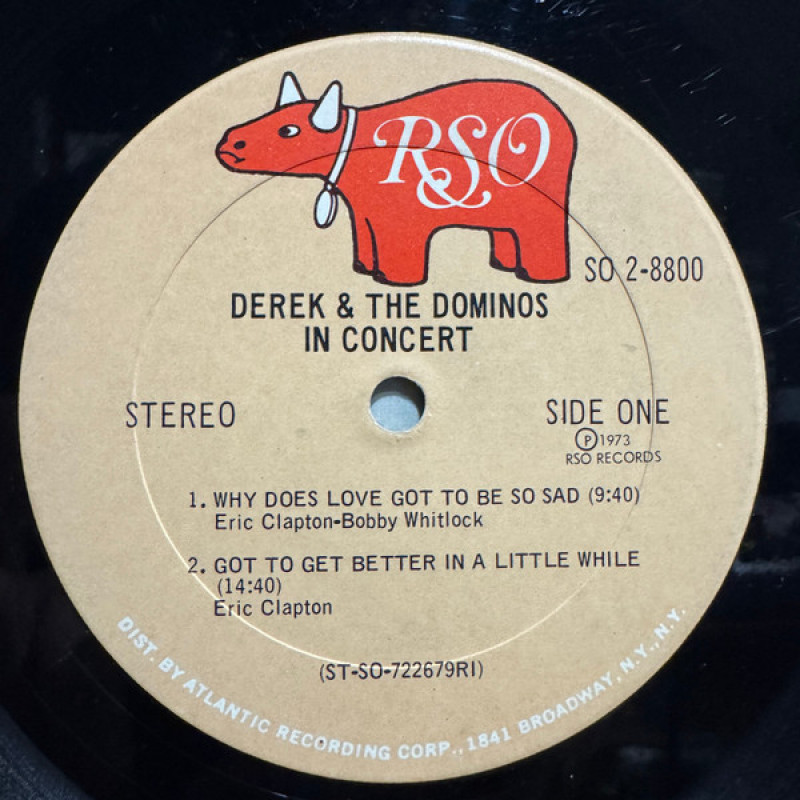 RSO
SO 2-8800
DEREK & THE DOMINOS
IN CONCERT
STEREO
SIDE ONE
Ⓟ1973
RSO RECORDS
1. WHY DOES LOVE GOT TO BE SO SAD (9:40)
Eric Clapton-Bobby Whitlock
2. GOT TO GET BETTER IN A LITTLE WHILE
(14:40)
Eric Clapton
(ST-SO-722679RI)
DIST. BY ATLANTIC RECORDING CORP., 1841 BROADWAY, N.Y., N.Y.